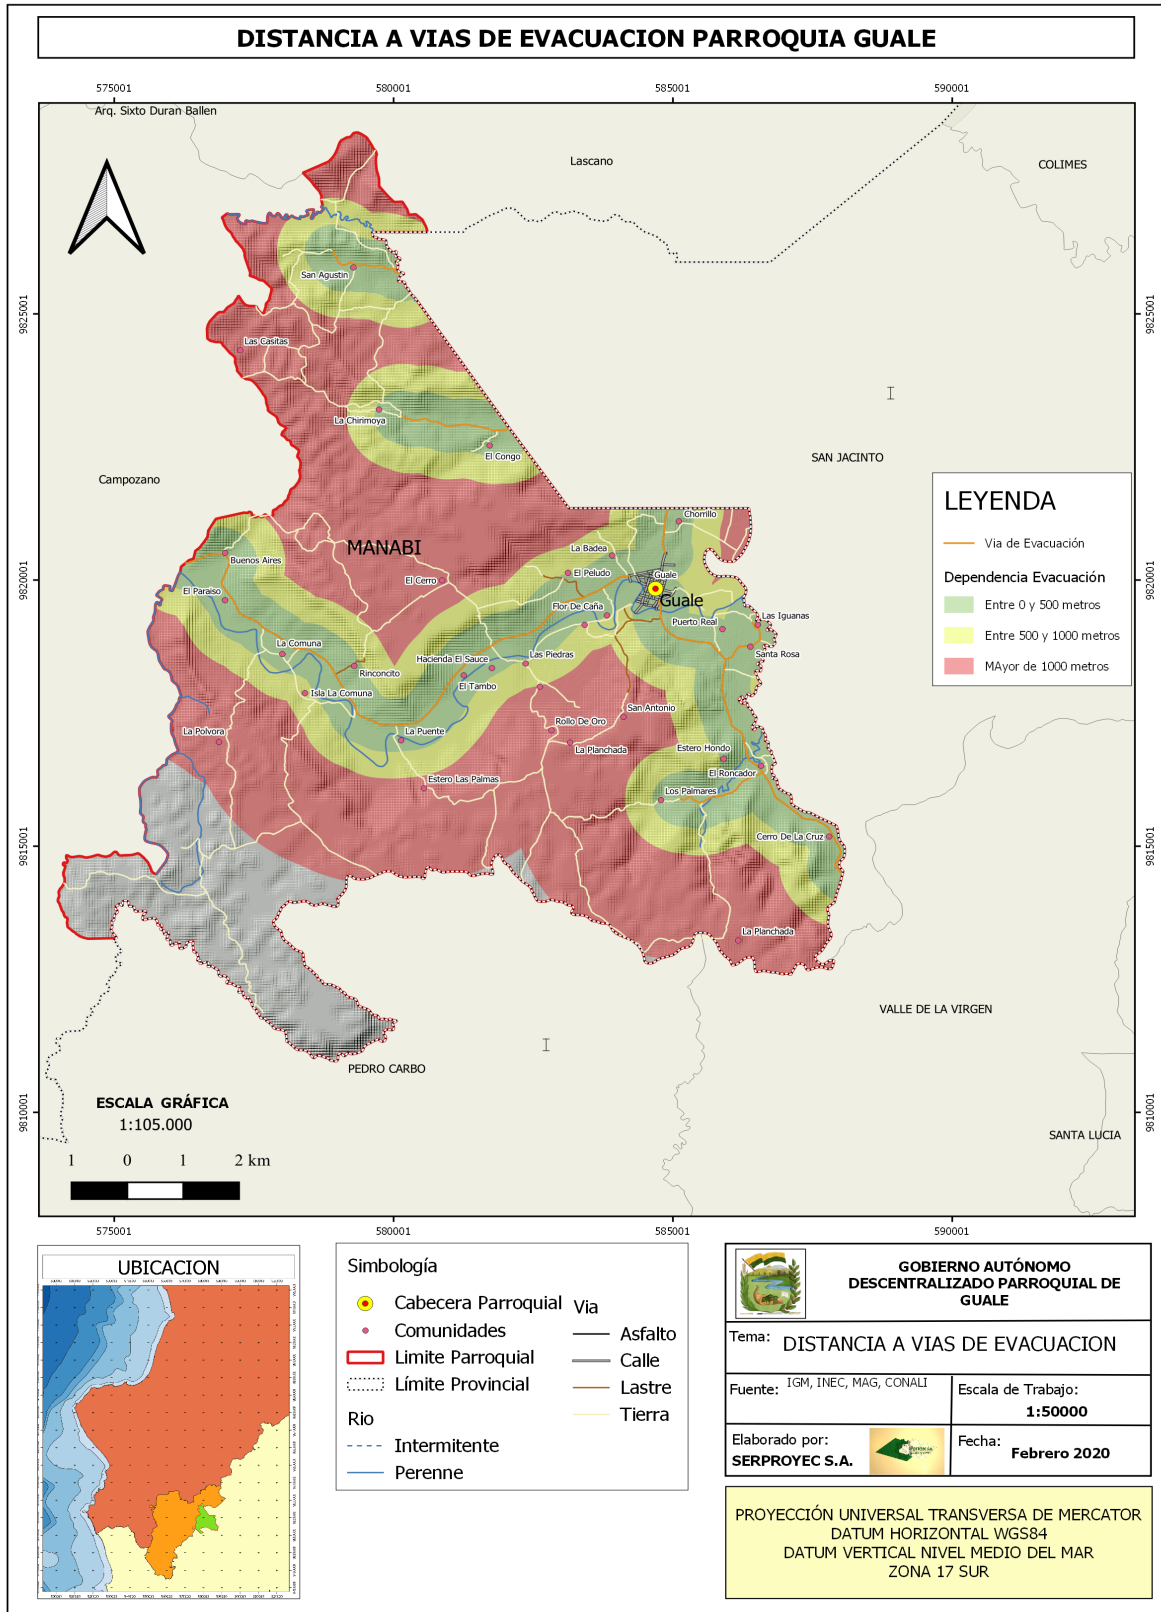 DISTANCIA A VIAS DE EVACUACION PARROQUIA GUALE
575001
580001
585001
590001
Arq. Sixto Duran Ballen
Lascano
COLIMES
San Agustin
9825001
9825001
Las Casitas
La Chirimoya
El Congo
SAN JACINTO
Campozano
LEYENDA
Via de Evacuación
Dependencia Evacuación
Entre 0 y 500 metros
Entre 500 y 1000 metros
MAyor de 1000 metros
Chorrillo
MANABI
La Badea
Buenos Aires
El Cerro
El Peludo
Guale
9820001
9820001
El Paraiso
Guale
Flor De Caña
Las Iguanas
Puerto Real
La Comuna
Las Piedras
Santa Rosa
Hacienda El Sauce
Rinconcito
El Tambo
Isla La Comuna
San Antonio
Rollo De Oro
La Polvora
La Puente
La Planchada
Estero Hondo
El Roncador
Estero Las Palmas
Los Palmares
Cerro De La Cruz
9815001
9815001
La Planchada
VALLE DE LA VIRGEN
PEDRO CARBO
ESCALA GRÁFICA
1:105.000
9810001
9810001
SANTA LUCIA
1 0 1 2 km
575001
580001
585001
590001
UBICACION
Simbología
Cabecera Parroquial
Comunidades
Limite Parroquial
Límite Provincial
Rio
Intermitente
Perenne
Via
Asfalto
Calle
Lastre
Tierra
GOBIERNO AUTÓNOMO
DESCENTRALIZADO PARROQUIAL DE
GUALE
Tema: DISTANCIA A VIAS DE EVACUACION
Fuente: IGM, INEC, MAG, CONALI
Escala de Trabajo:
1:50000
Elaborado por:
SERPROYEC S.A.
Fecha:
Febrero 2020
PROYECCIÓN UNIVERSAL TRANSVERSA DE MERCATOR
DATUM HORIZONTAL WGS84
DATUM VERTICAL NIVEL MEDIO DEL MAR
ZONA 17 SUR